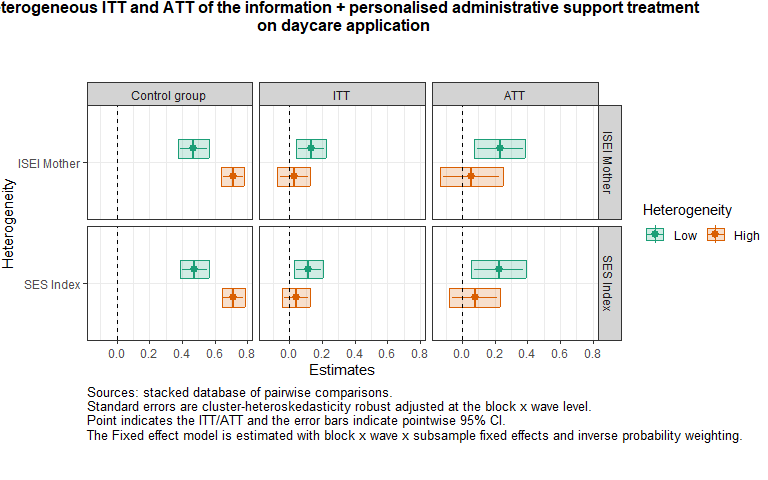 terogeneous ITT and ATT of the information + personalised administrative support treatment
on daycare application
Control group
ITT
ATT
ISEI Mother
ISEI Mother
SES Index
SES Index
Heterogeneity
0.0 0.2 0.4 0.6 0.8
0.0 0.2 0.4 0.6 0.8
0.0 0.2 0.4 0.6 0.8
Estimates
Heterogeneity
Low
High
Sources: stacked database of pairwise comparisons.
Standard errors are cluster-heteroskedasticity robust adjusted at the block x wave level.
Point indicates the ITT/ATT and the error bars indicate pointwise 95% CI.
The Fixed effect model is estimated with block x wave x subsample fixed effects and inverse probability weighting.